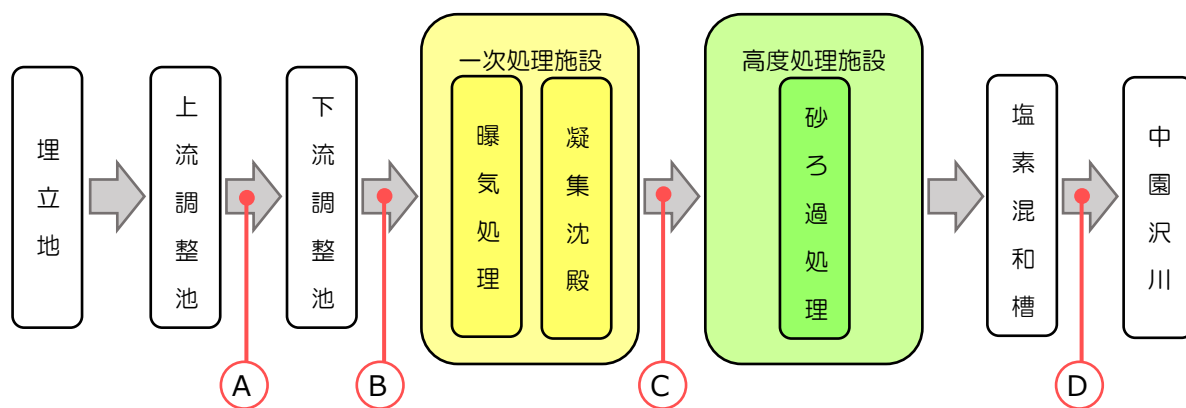 埋立地
上流調整池
下流調整池
一次処理施設
曝気処理
凝集沈殿
高度処理施設
砂ろ過処理
塩素混和槽
中園沢川
A
B
C
D